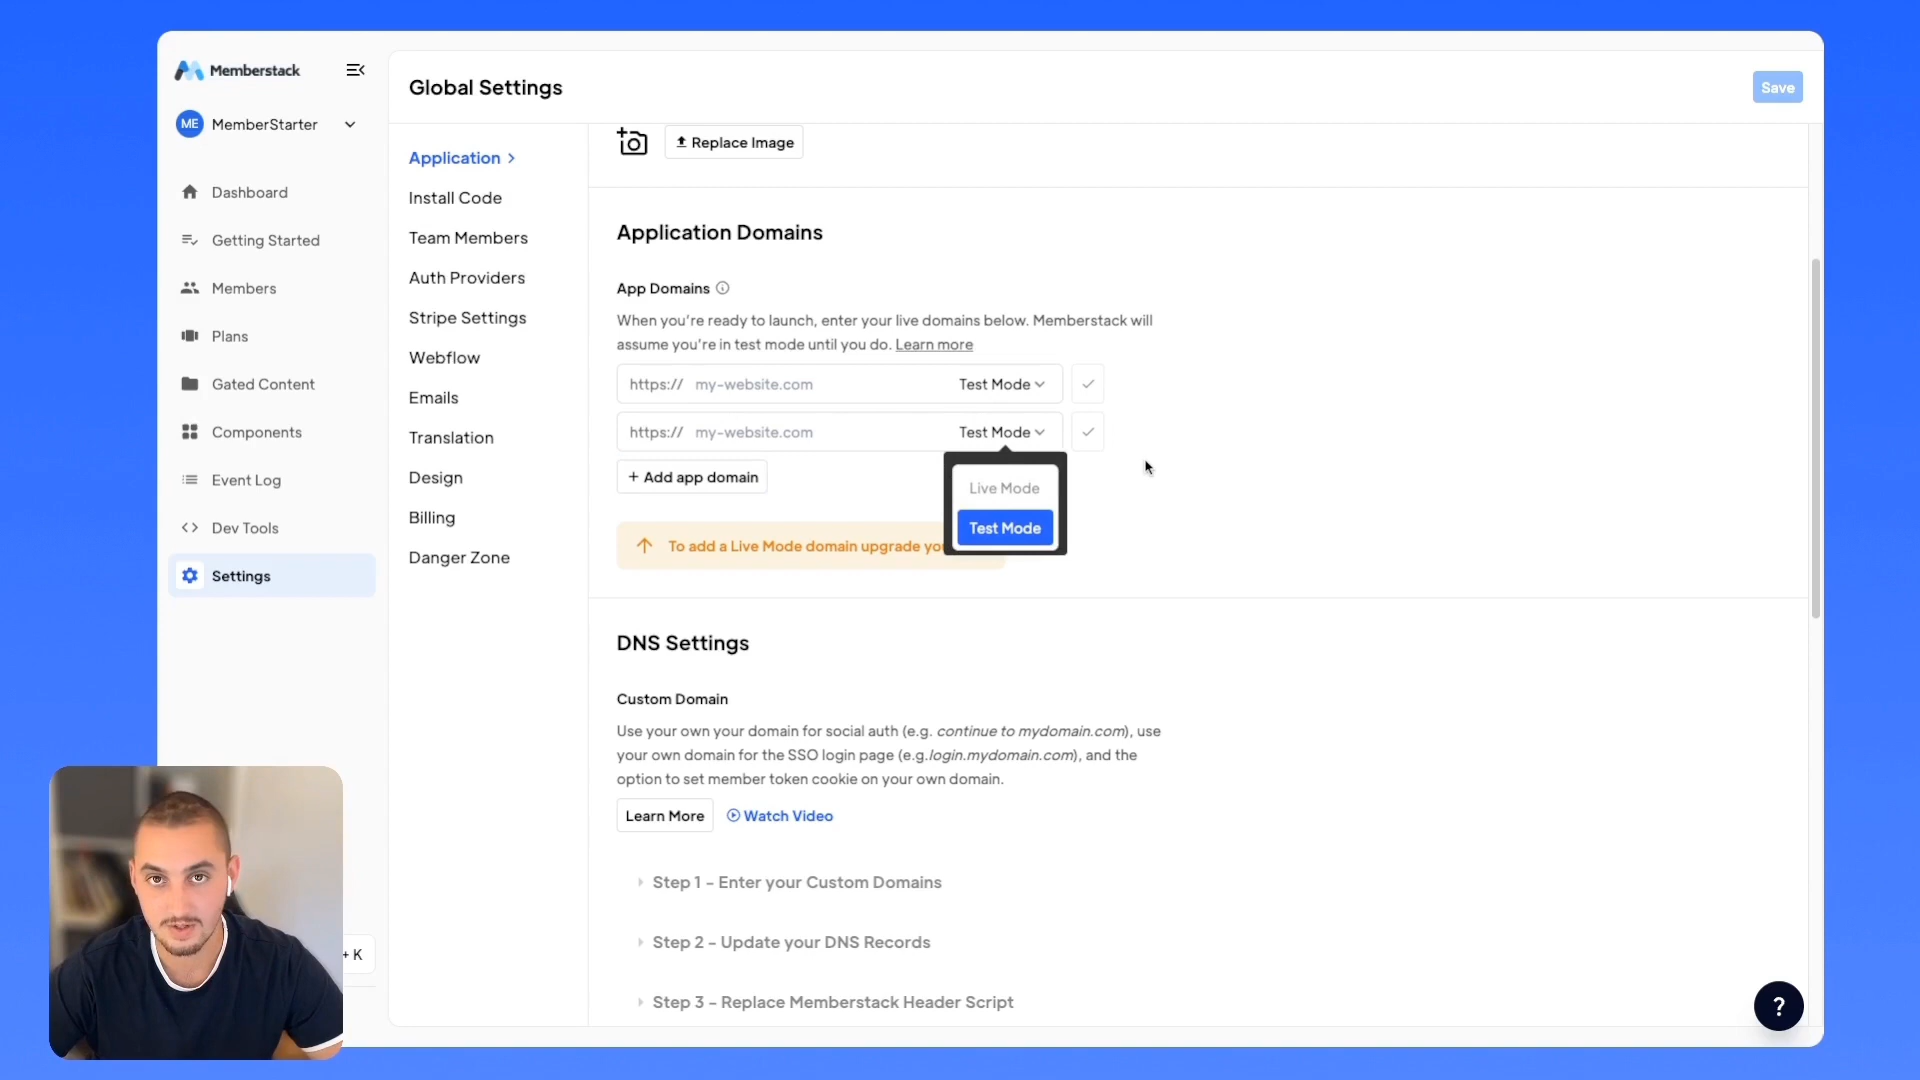 Memberstack
ME MemberStarter
Dashboard
Getting Started
Members
Plans
Gated Content
Components
Event Log
Dev Tools
Settings
+ K
Global Settings
Save
Application
Install Code
Team Members
Auth Providers
Stripe Settings
Webflow
Emails
Translation
Design
Billing
Danger Zone
Replace Image
Application Domains
App Domains
When you're ready to launch, enter your live domains below. Memberstack will
assume you're in test mode until you do. Learn more
https:// my-website.com Test Mode
https:// my-website.com Test Mode
+ Add app domain
Live Mode
Test Mode
To add a Live Mode domain upgrade
DNS Settings
Custom Domain
Use your own your domain for social auth (e.g. continue to mydomain.com), use
your own domain for the SSO login page (e.g.login.mydomain.com), and the
option to set member token cookie on your own domain.
Learn More
Watch Video
Step 1 - Enter your Custom Domains
Step 2 - Update your DNS Records
Step 3 - Replace Memberstack Header Script
?